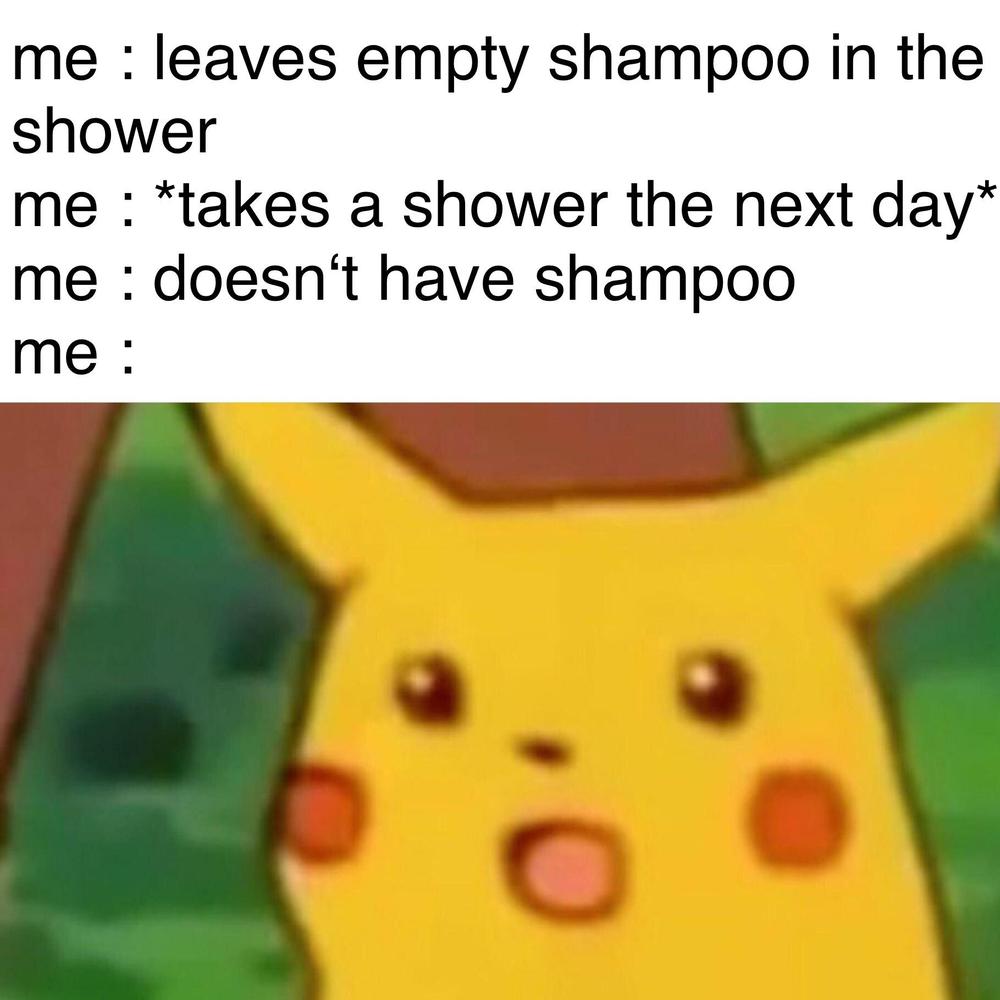 me : leaves empty shampoo in the
shower
me : *takes a shower the next day*
me : doesn‘t have shampoo
me :